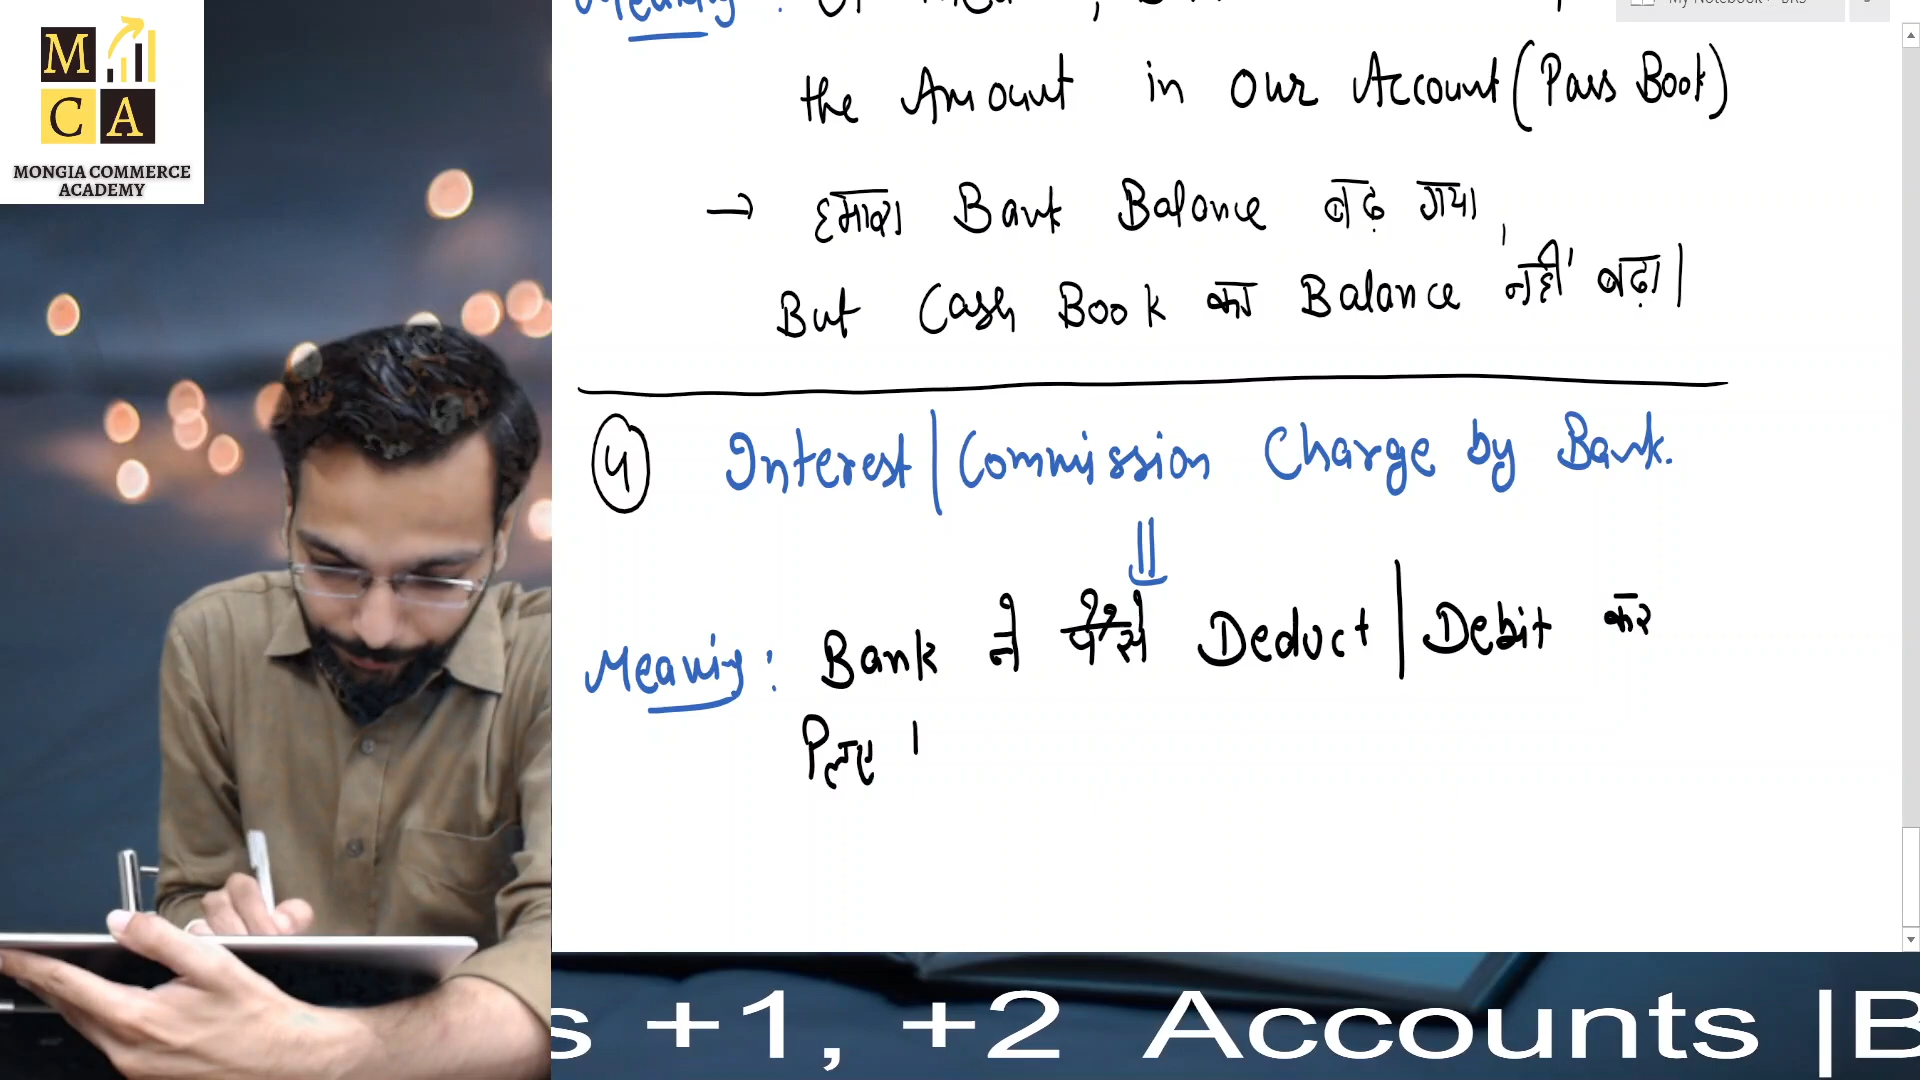 M
C A
MONGIA COMMERCE
ACADEMY
Meaning :
the Amount in Our Account (Pass Book)
→ हमारा Bank Balance बढ़ गया,
But Cash Book का Balance नहीं बढ़ा।
4 Interest | Commission Charge by Bank.
Meaning : Bank ने पैसे Deduct | Debit कर
लिए ।
s +1, +2 Accounts |B